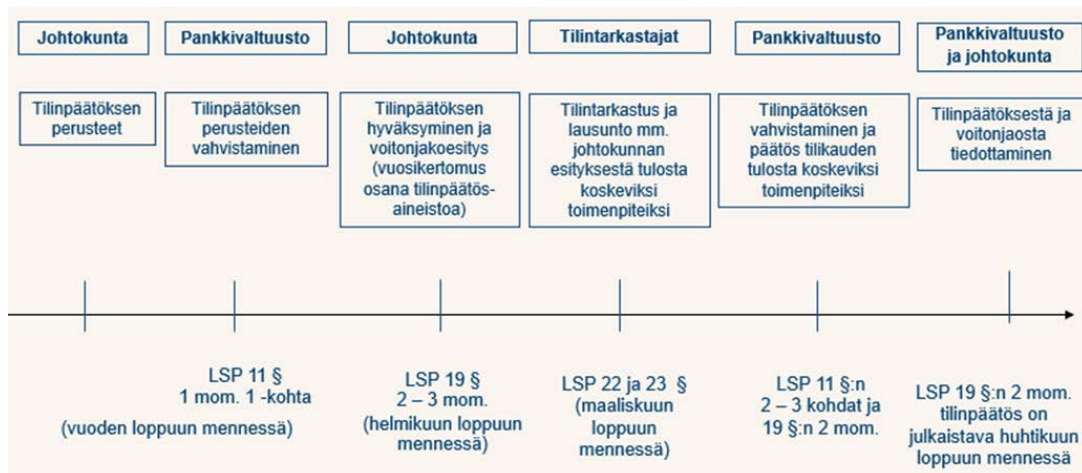 Johtokunta
Pankkivaltuusto
Johtokunta
Tilintarkastajat
Pankkivaltuusto
Pankkivaltuusto
ja johtokunta
Tilinpäätöksen
perusteet
Tilinpäätöksen
perusteiden
vahvistaminen
Tilinpäätöksen
hyväksyminen ja
voitonjakoesitys
(vuosikertomus
osana tilinpäätös-
aineistoa)
Tilintarkastus ja
lausunto mm.
johtokunnan
esityksestä tulosta
koskeviksi
toimenpiteiksi
Tilinpäätöksen
vahvistaminen ja
päätös tilikauden
tulosta koskeviksi
toimenpiteiksi
Tilinpäätöksestä ja
voitonjaosta
tiedottaminen
LSP 11 §
1 mom. 1 -kohta
(vuoden loppuun mennessä)
LSP 19 §
2 – 3 mom.
(helmikuun loppuun
mennessä)
LSP 22 ja 23 §
(maaliskuun
loppuun
mennessä)
LSP 11 §:n
2 – 3 kohdat ja
19 §:n 2 mom.
LSP 19 §:n 2 mom.
tilinpäätös on
julkaistava huhtikuun
loppuun mennessä